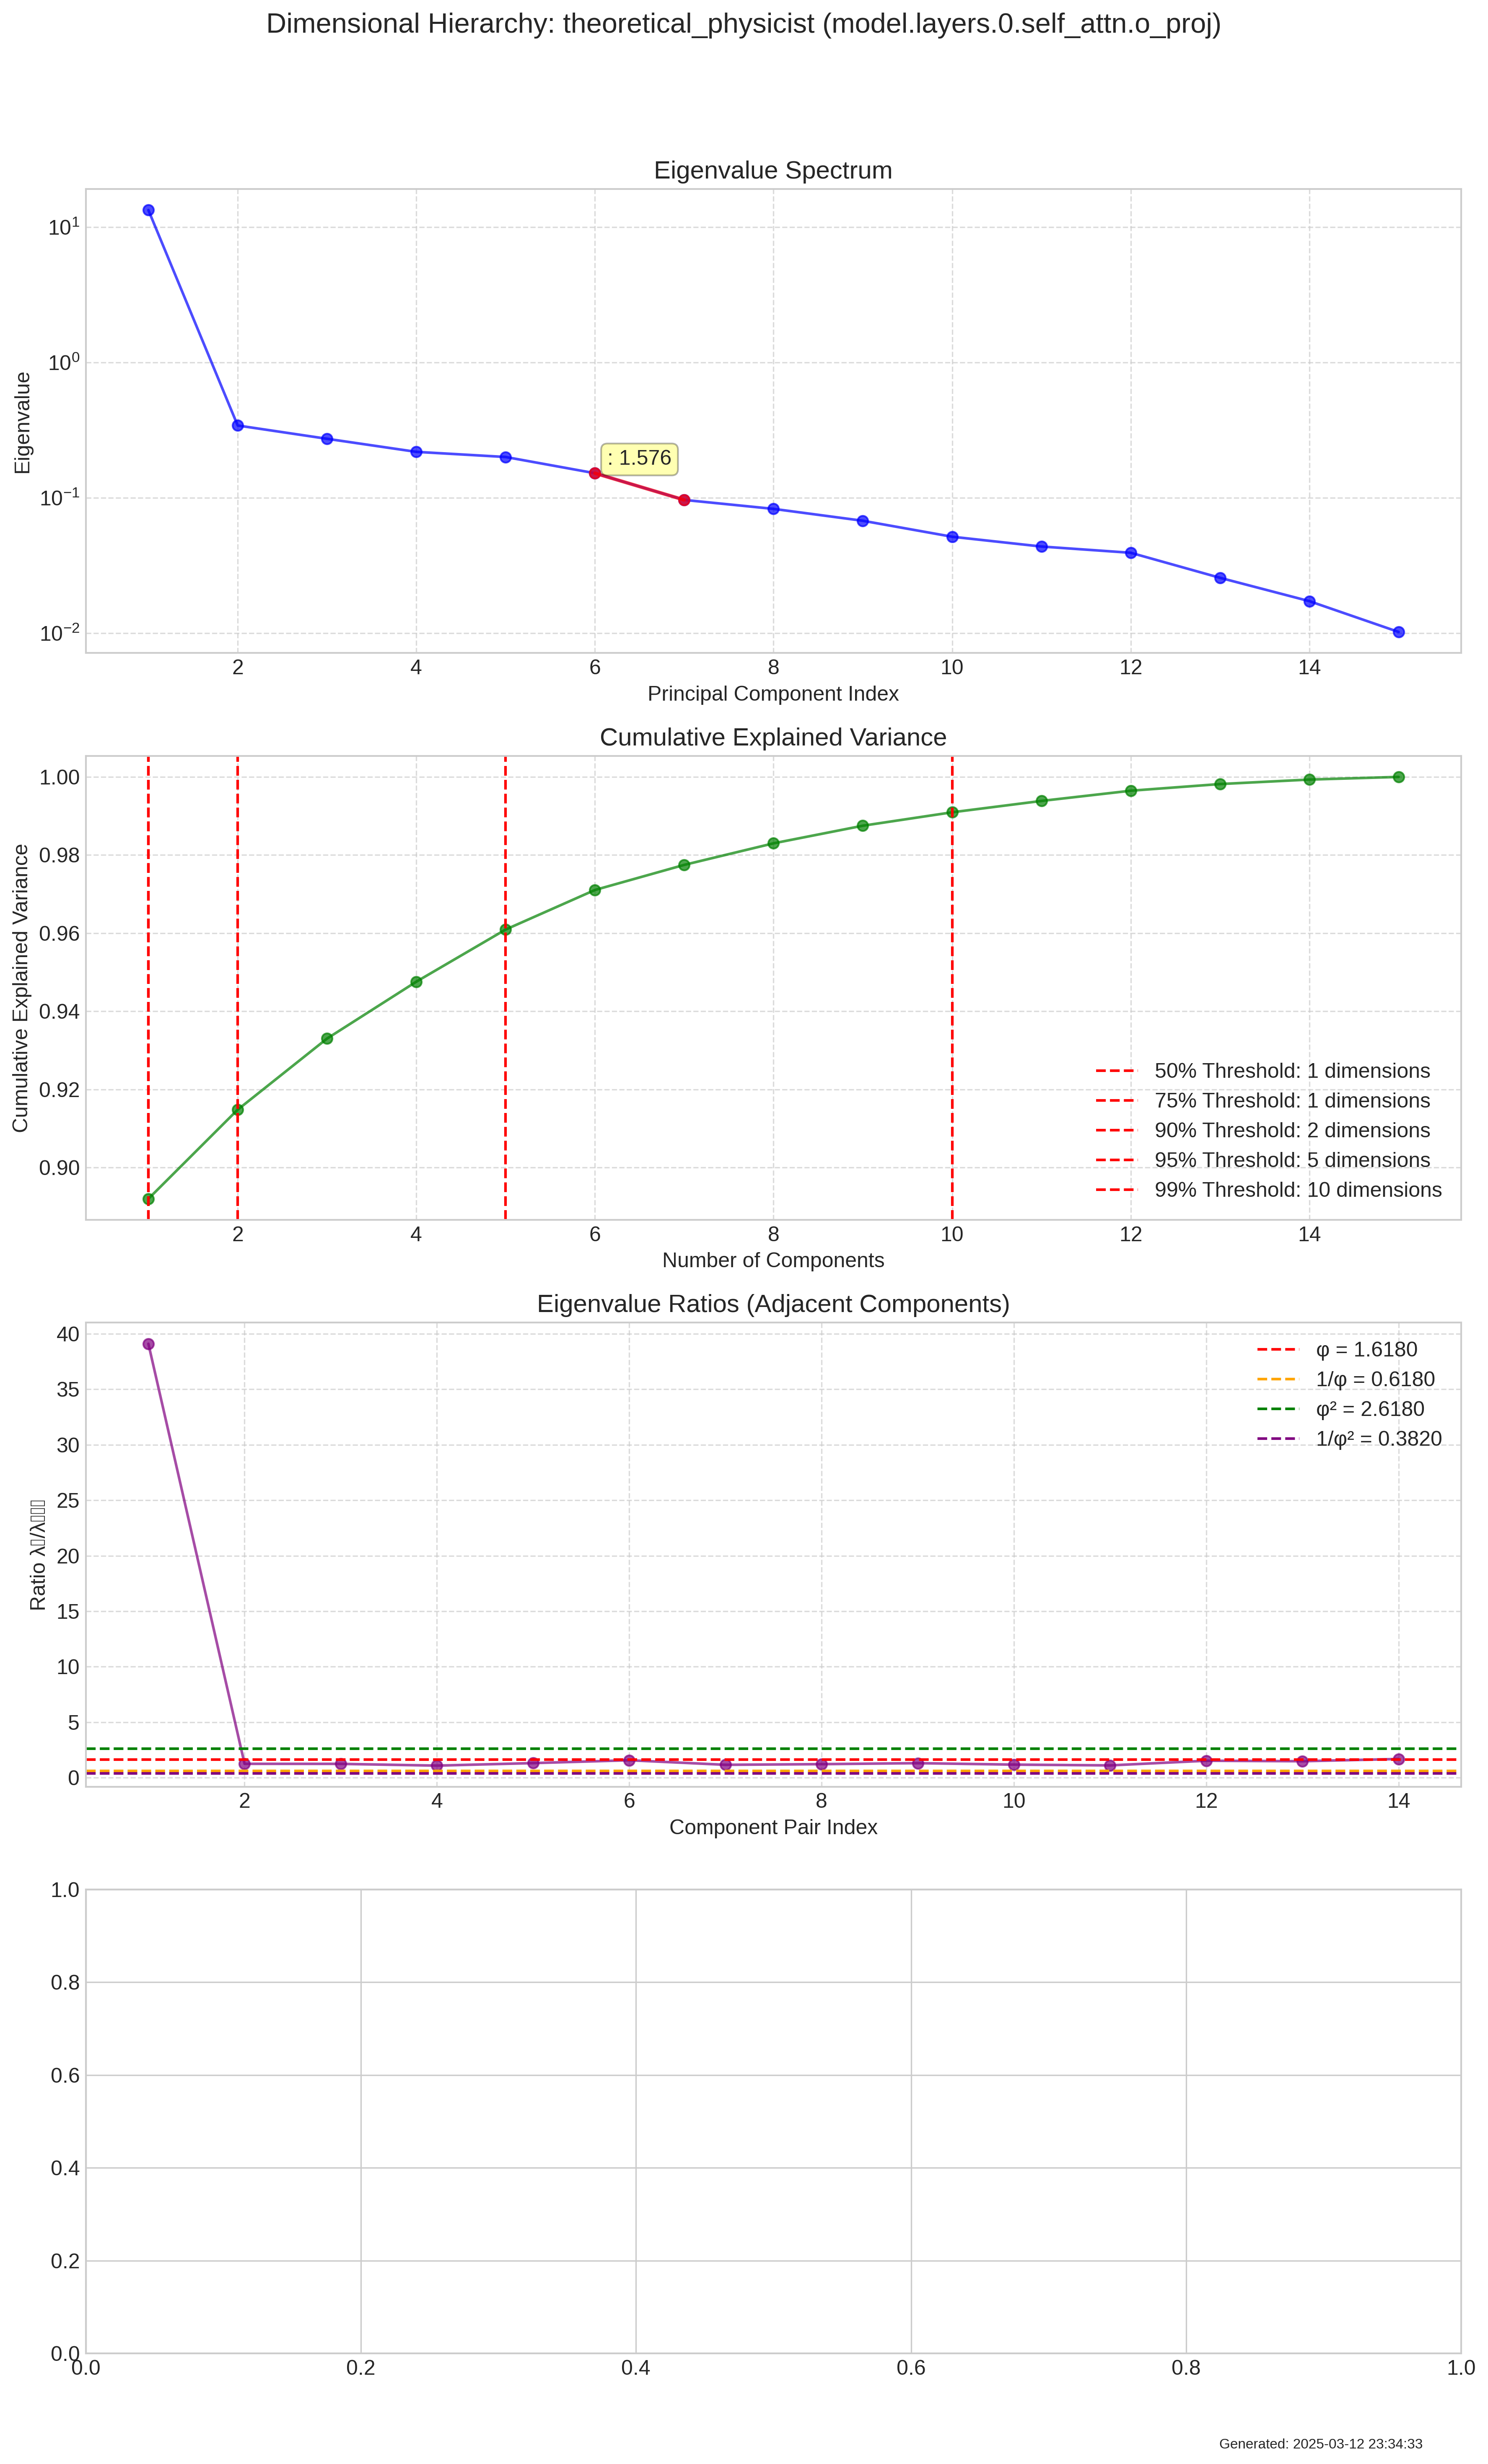 Dimensional Hierarchy: theoretical_physicist (model.layers.0.self_attn.o_proj)
Eigenvalue Spectrum
Eigenvalue
10¹
10⁰
10⁻¹
10⁻²
: 1.576
2 4 6 8 10 12 14
Principal Component Index
Cumulative Explained Variance
Cumulative Explained Variance
1.00
0.98
0.96
0.94
0.92
0.90
50% Threshold: 1 dimensions
75% Threshold: 1 dimensions
90% Threshold: 2 dimensions
95% Threshold: 5 dimensions
99% Threshold: 10 dimensions
2 4 6 8 10 12 14
Number of Components
Eigenvalue Ratios (Adjacent Components)
Ratio λ▯/λ▯▯▯
40
35
30
25
20
15
10
5
0
φ = 1.6180
1/φ = 0.6180
φ² = 2.6180
1/φ² = 0.3820
2 4 6 8 10 12 14
Component Pair Index
1.0
0.8
0.6
0.4
0.2
0.0
0.0 0.2 0.4 0.6 0.8 1.0
Generated: 2025-03-12 23:34:33